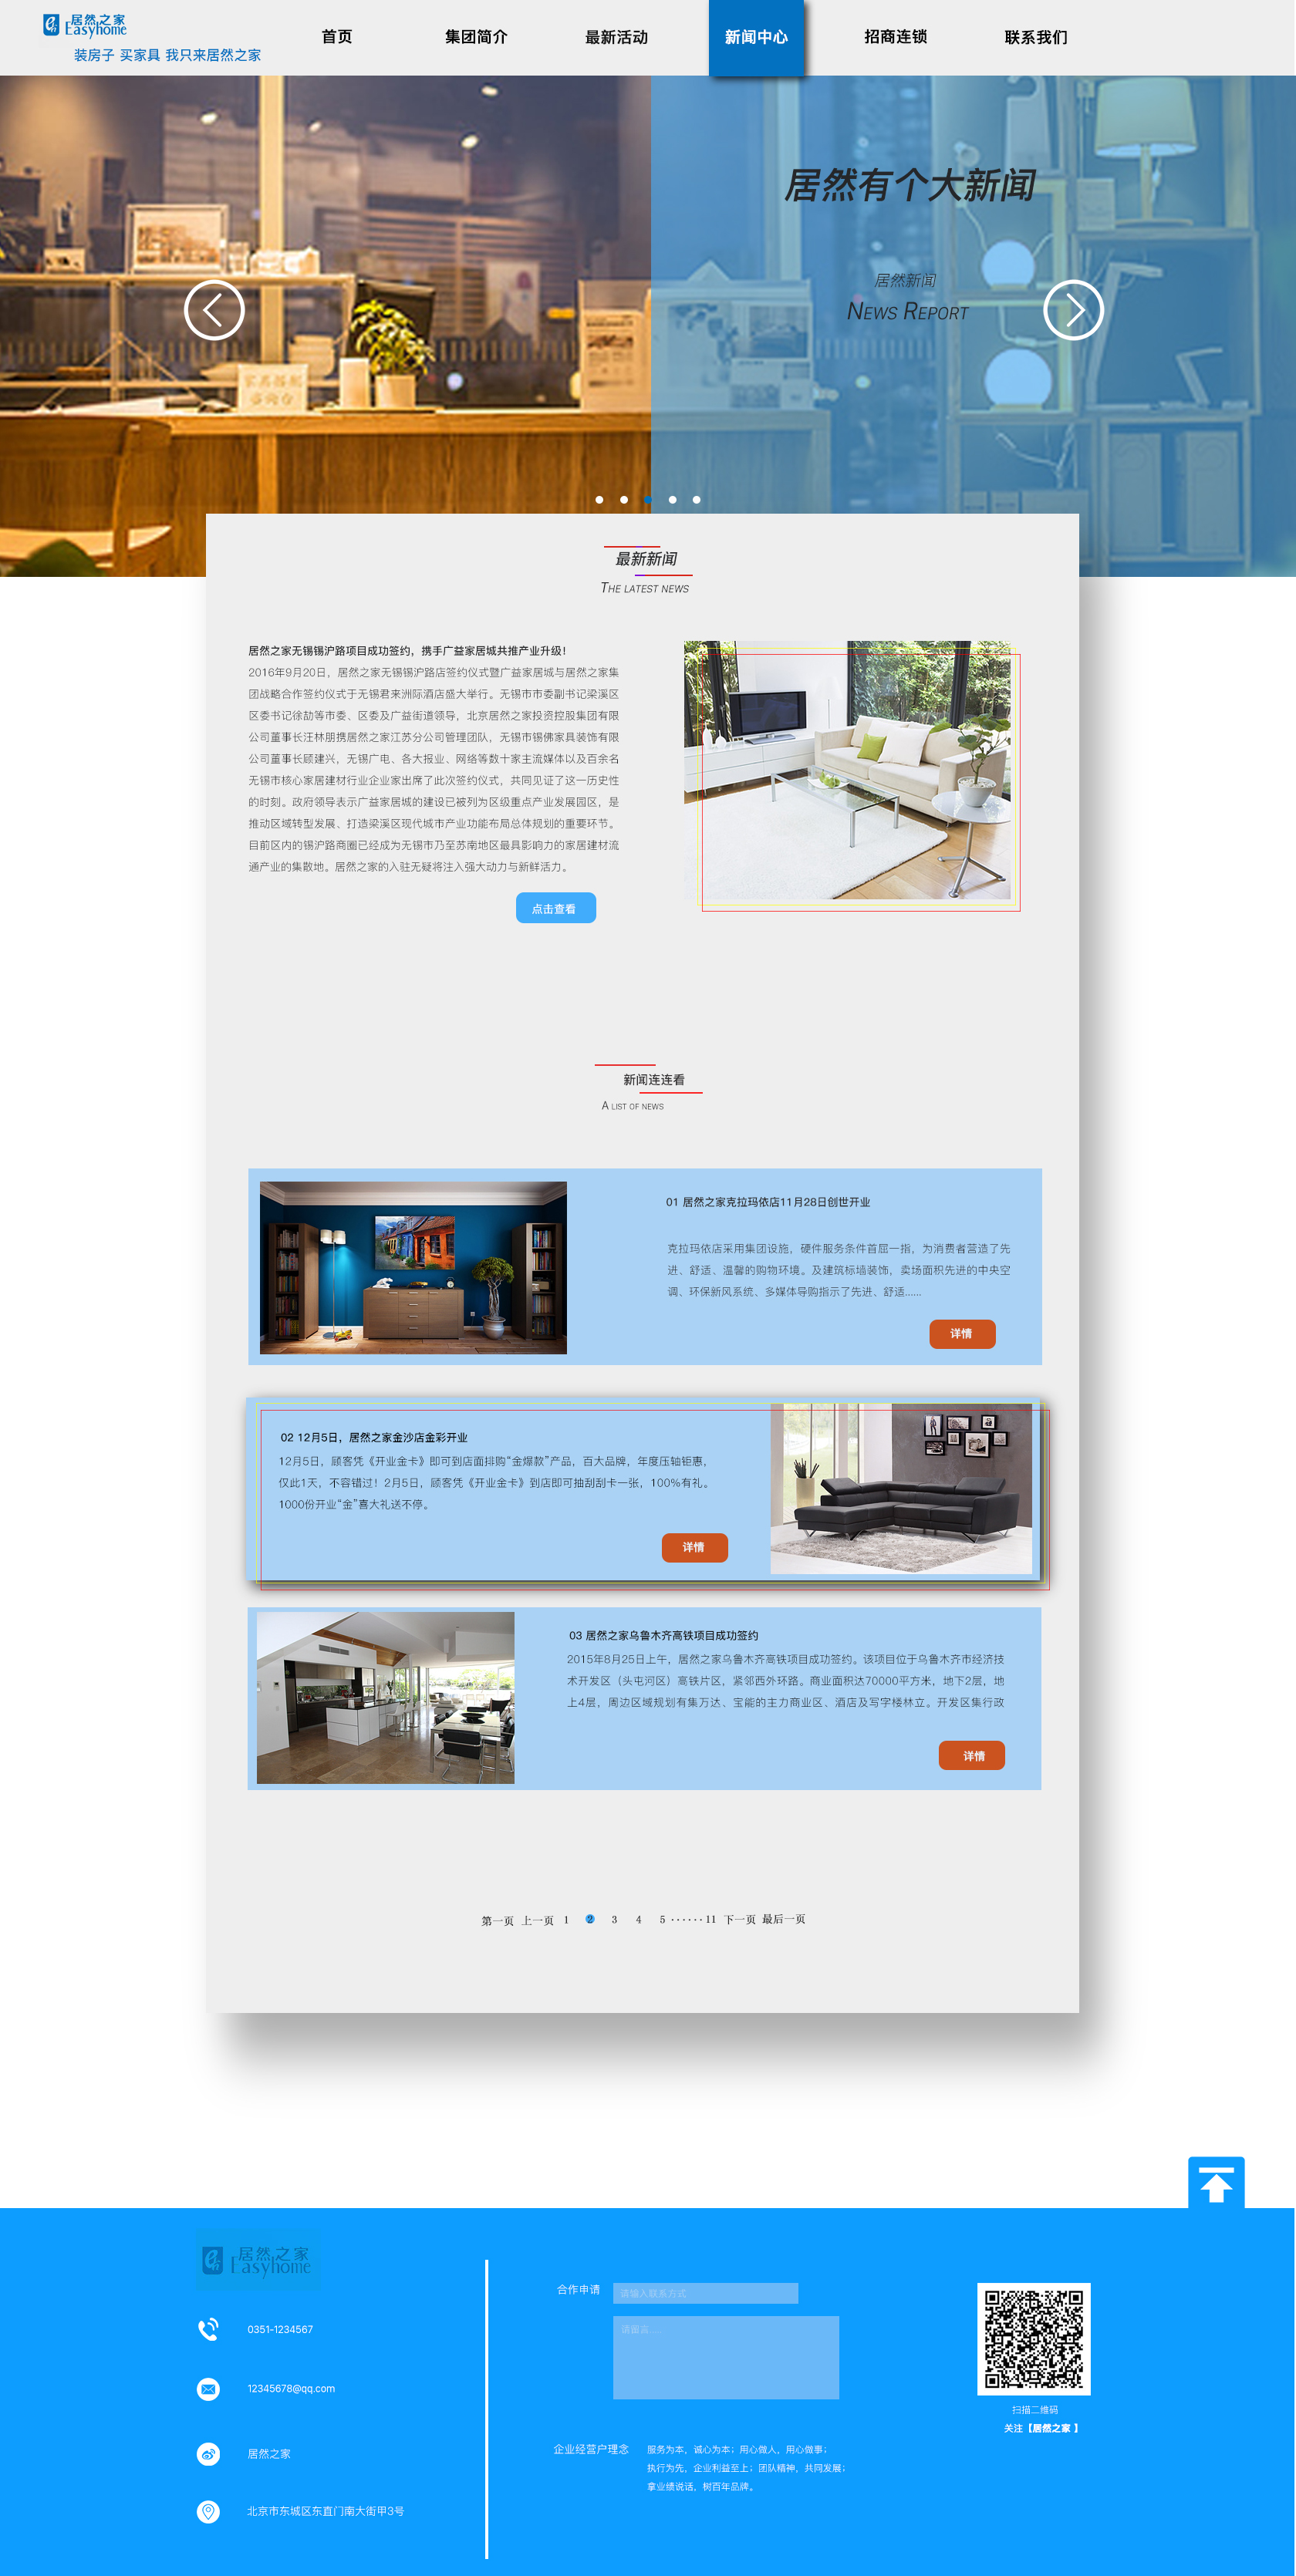 居然之家
Easyhome
装房子 买家具 我只来居然之家
首页
集团简介
最新活动
新闻中心
招商连锁
联系我们
居然有个大新闻
居然新闻
News Report
最新新闻
The latest news
居然之家无锡锡沪路项目成功签约，携手广益家居城共推产业升级！
2016年9月20日，居然之家无锡锡沪路店签约仪式暨广益家居城与居然之家集
团战略合作签约仪式于无锡君来洲际酒店盛大举行。无锡市市委副书记梁溪区
区委书记徐劼等市委、区委及广益街道领导，北京居然之家投资控股集团有限
公司董事长汪林朋携居然之家江苏分公司管理团队，无锡市锡佛家具装饰有限
公司董事长顾建兴，无锡广电、各大报业、网络等数十家主流媒体以及百余名
无锡市核心家居建材行业企业家出席了此次签约仪式，共同见证了这一历史性
的时刻。政府领导表示广益家居城的建设已被列为区级重点产业发展园区，是
推动区域转型发展、打造梁溪区现代城市产业功能布局总体规划的重要环节。
目前区内的锡沪路商圈已经成为无锡市乃至苏南地区最具影响力的家居建材流
通产业的集散地。居然之家的入驻无疑将注入强大动力与新鲜活力。
点击查看
新闻连连看
A list of news
01 居然之家克拉玛依店11月28日创世开业
克拉玛依店采用集团设施，硬件服务条件首屈一指，为消费者营造了先
进、舒适、温馨的购物环境。及建筑标墙装饰，卖场面积先进的中央空
调、环保新风系统、多媒体导购指示了先进、舒适......
详情
02 12月5日，居然之家金沙店金彩开业
12月5日，顾客凭《开业金卡》即可到店面排购“金爆款”产品，百大品牌，年度压轴钜惠，
仅此1天，不容错过！2月5日，顾客凭《开业金卡》到店即可抽刮刮卡一张，100%有礼。
1000份开业“金”喜大礼送不停。
详情
03 居然之家乌鲁木齐高铁项目成功签约
2015年8月25日上午，居然之家乌鲁木齐高铁项目成功签约。该项目位于乌鲁木齐市经济技
术开发区（头屯河区）高铁片区，紧邻西外环路。商业面积达70000平方米，地下2层，地
上4层，周边区域规划有集万达、宝能的主力商业区、酒店及写字楼林立。开发区集行政
详情
第一页 上一页 1 2 3 4 5 ······ 11 下一页 最后一页
居然之家
Easyhome
0351-1234567
12345678@qq.com
居然之家
北京市东城区东直门南大街甲3号
合作申请
请输入联系方式
请留言...
企业经营户理念
服务为本，诚心为本；用心做人，用心做事；
执行为先，企业利益至上；团队精神，共同发展；
拿业绩说话，树百年品牌。
扫描二维码
关注【居然之家 】